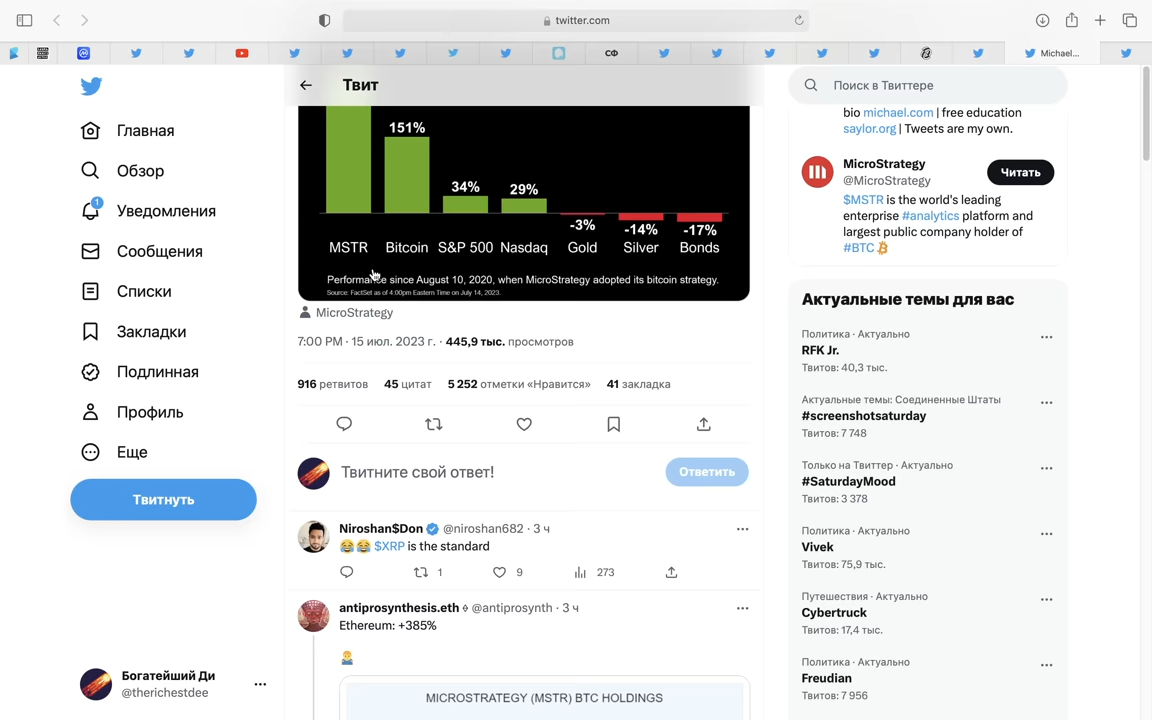 twitter.com
СФ
Michael...
Главная
Обзор
1
Уведомления
Сообщения
Списки
Закладки
Подлинная
Профиль
Еще
Твитнуть
Богатейший Ди
@therichestdee
Твит
151%
34%
29%
-3%
-14%
-17%
MSTR Bitcoin S&P 500 Nasdaq Gold Silver Bonds
Performance since August 10, 2020, when MicroStrategy adopted its bitcoin strategy.
Source: FactSet as of 4:00pm Eastern Time on July 14, 2023.
MicroStrategy
7:00 PM · 15 июл. 2023 г. · 445,9 тыс. просмотров
916 ретвитов 45 цитат 5 252 отметки «Нравится» 41 закладка
Твитните свой ответ!
Ответить
Niroshan$Don @niroshan682 · 3 ч
😂😂 $XRP is the standard
1 9 273
antiprosynthesis.eth @antiprosynth · 3 ч
Ethereum: +385%
🤷‍♂️
MICROSTRATEGY (MSTR) BTC HOLDINGS
Поиск в Твиттере
bio michael.com | free education
saylor.org | Tweets are my own.
MicroStrategy
@MicroStrategy
Читать
$MSTR is the world's leading
enterprise #analytics platform and
largest public company holder of
#BTC
Актуальные темы для вас
Политика · Актуально
RFK Jr.
Твитов: 40,3 тыс.
Актуальные темы: Соединенные Штаты
#screenshotsaturday
Твитов: 7 748
Только на Твиттер · Актуально
#SaturdayMood
Твитов: 3 378
Политика · Актуально
Vivek
Твитов: 75,9 тыс.
Путешествия · Актуально
Cybertruck
Твитов: 17,4 тыс.
Политика · Актуально
Freudian
Твитов: 7 956